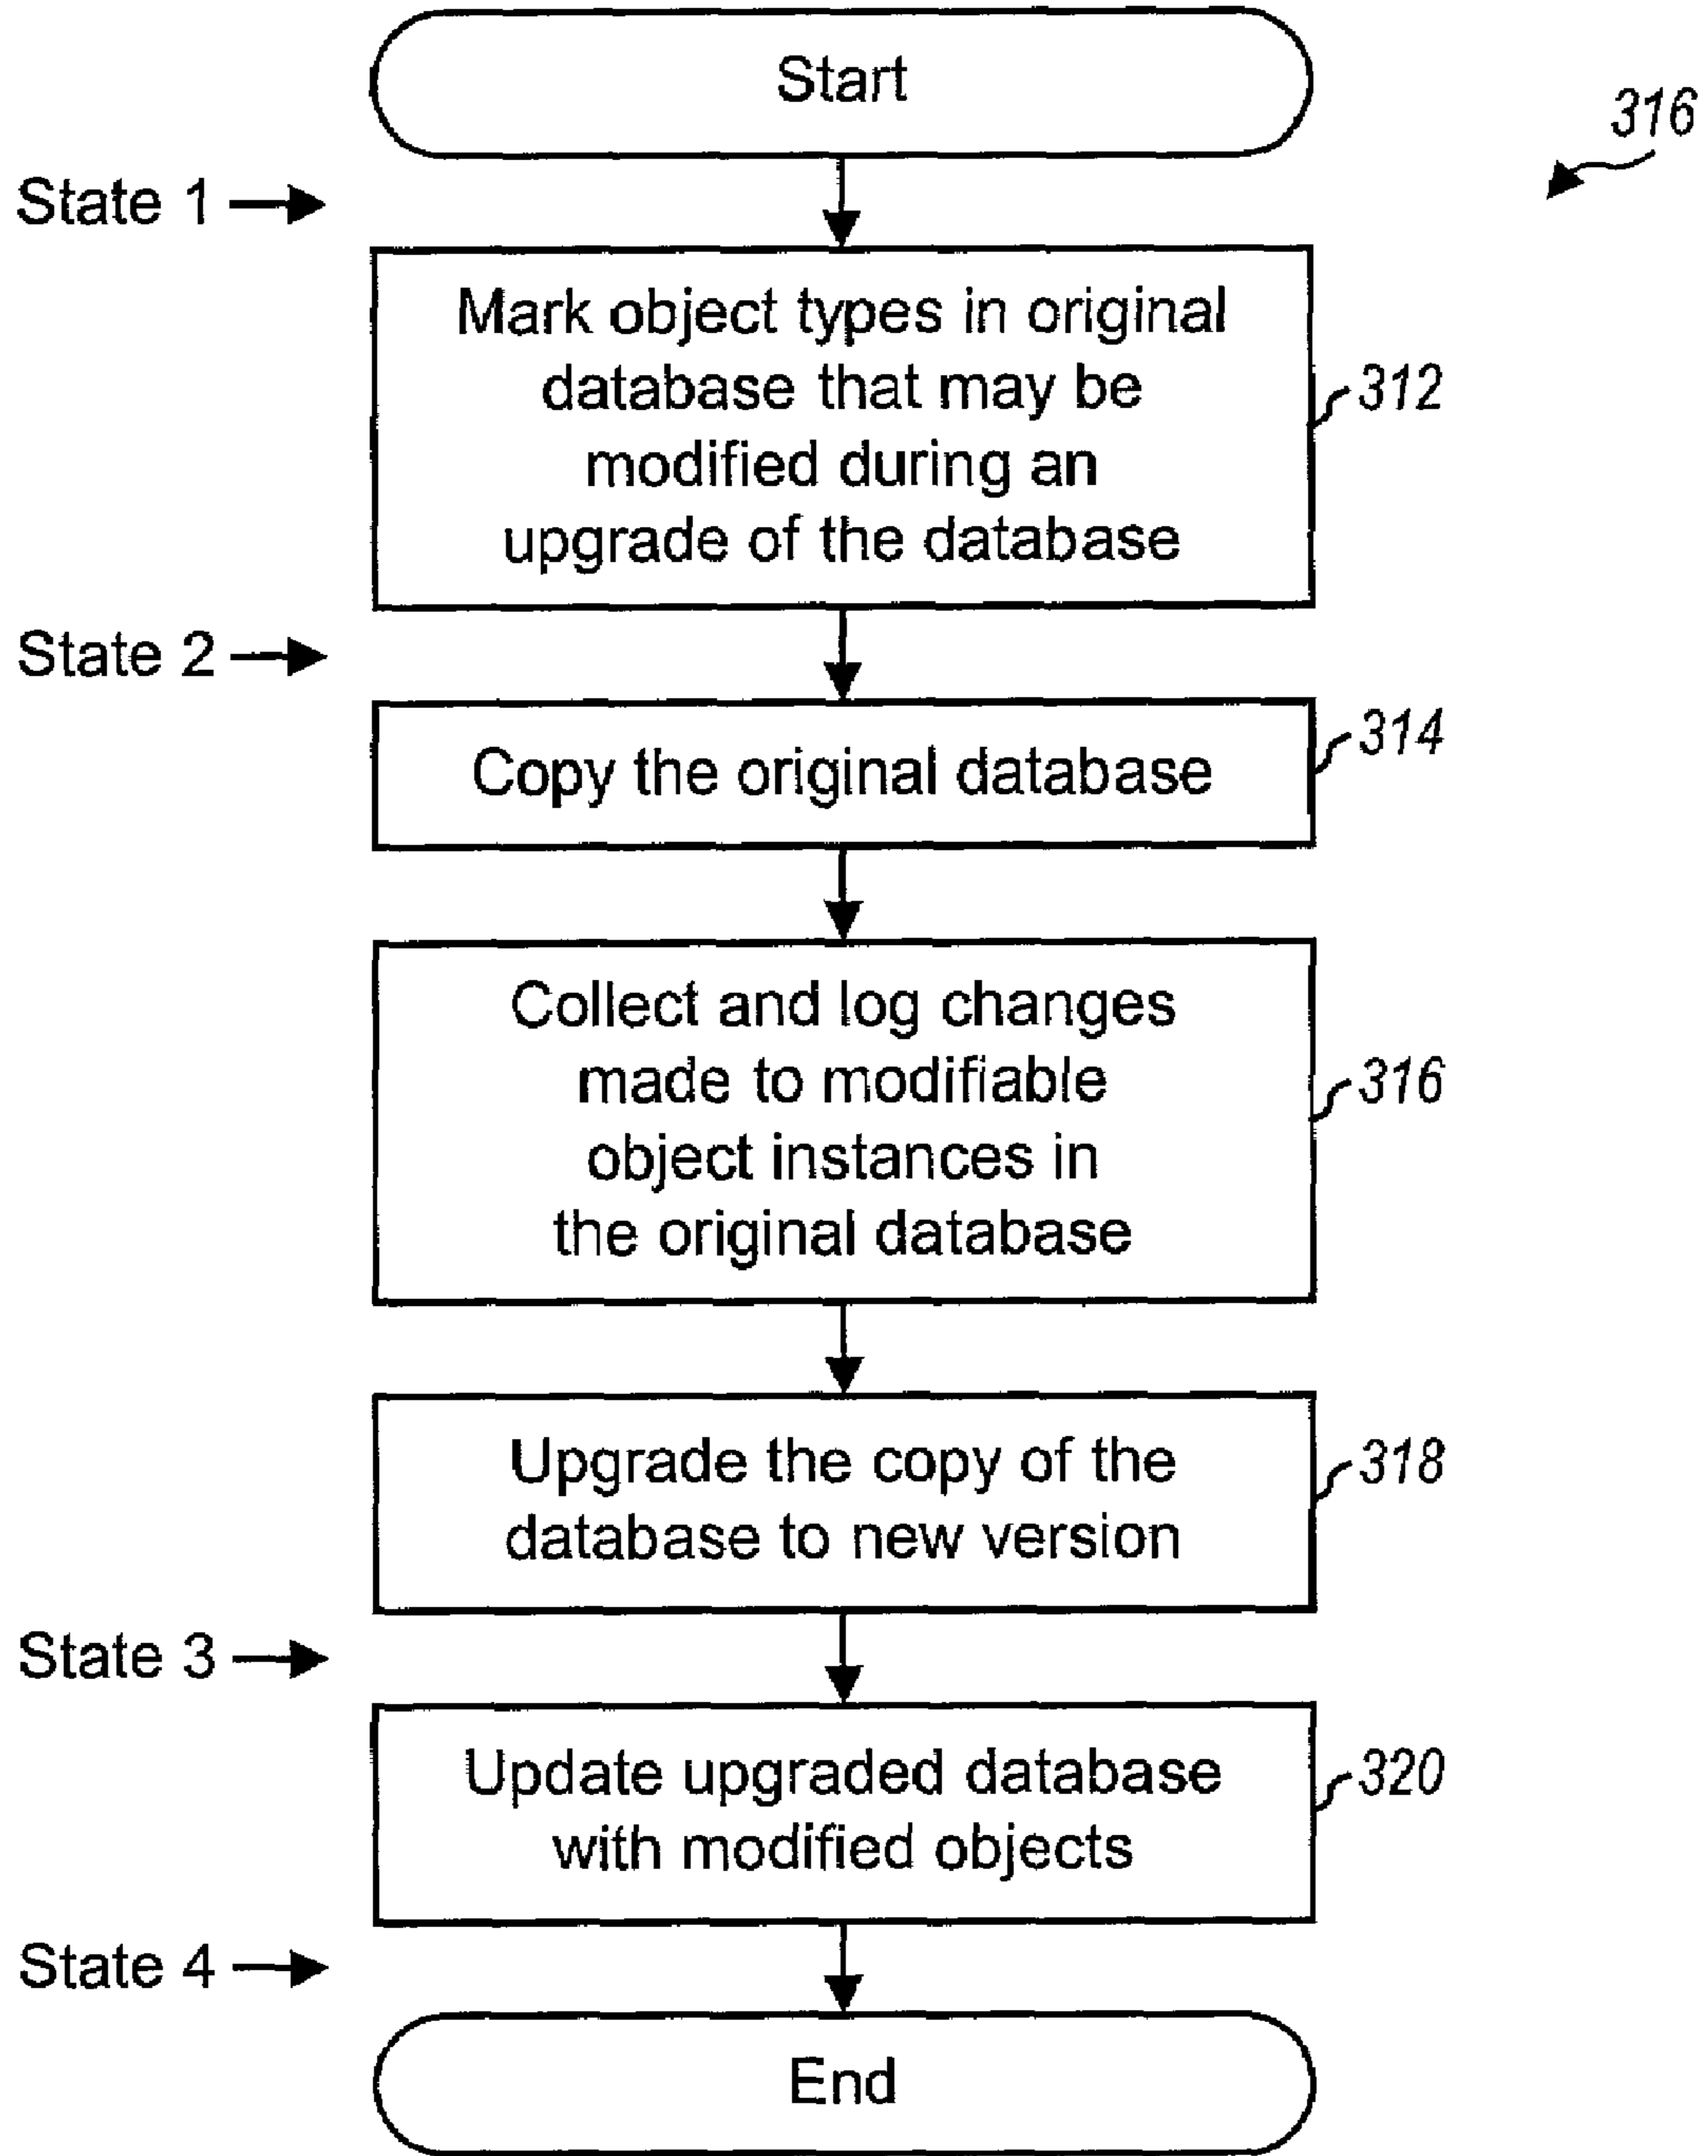 Start
316
State 1
Mark object types in original
database that may be
modified during an
upgrade of the database
312
State 2
Copy the original database
314
Collect and log changes
made to modifiable
object instances in
the original database
316
Upgrade the copy of the
database to new version
318
State 3
Update upgraded database
with modified objects
320
State 4
End